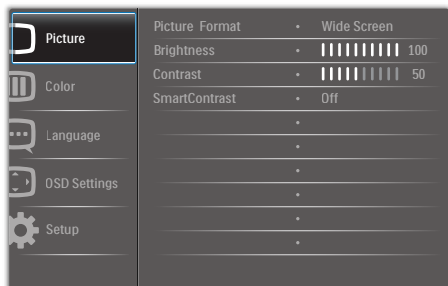 Picture
Color
Language
OSD Settings
Setup
Picture Format • Wide Screen
Brightness • 100
Contrast • 50
SmartContrast • Off